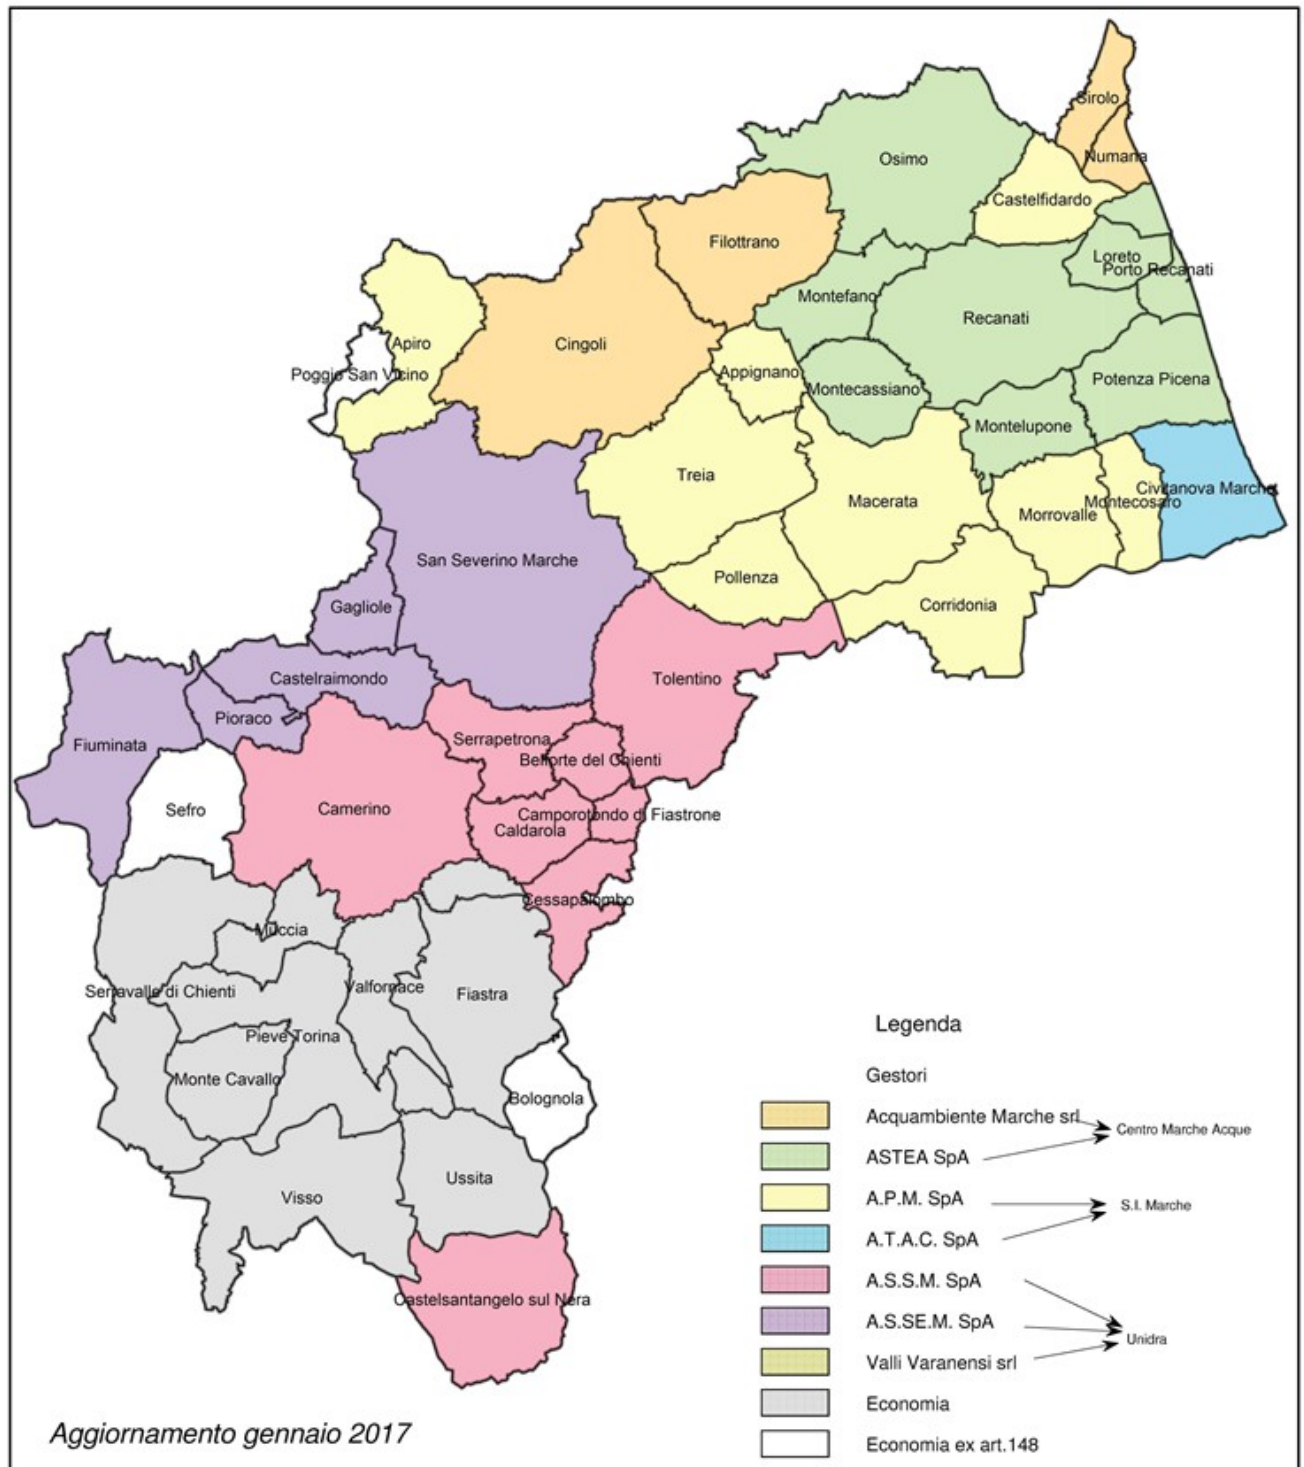 Sirolo
Numana
Osimo
Castelfidardo
Filottrano
Loreto
Porto Recanati
Montefano
Recanati
Apiro
Cingoli
Poggio San Vicino
Appignano
Montecassiano
Potenza Picena
Montelupone
Treia
Macerata
Civitanova Marche
Montecosaro
Morrovalle
San Severino Marche
Pollenza
Corridonia
Gagliole
Castelraimondo
Tolentino
Pioraco
Fiuminata
Serrapetrona
Belforte del Chienti
Sefro
Camerino
Camporotondo di Fiastrone
Caldarola
Cessapalombo
Muccia
Serravalle di Chienti
Valfornace
Fiastra
Pieve Torina
Monte Cavallo
Bolognola
Ussita
Visso
Castelsantangelo sul Nera
Legenda
Gestori
Acquambiente Marche srl
Centro Marche Acque
ASTEA SpA
A.P.M. SpA
S.I. Marche
A.T.A.C. SpA
A.S.S.M. SpA
A.S.SE.M. SpA
Unidra
Valli Varanensi srl
Economia
Economia ex art.148
Aggiornamento gennaio 2017